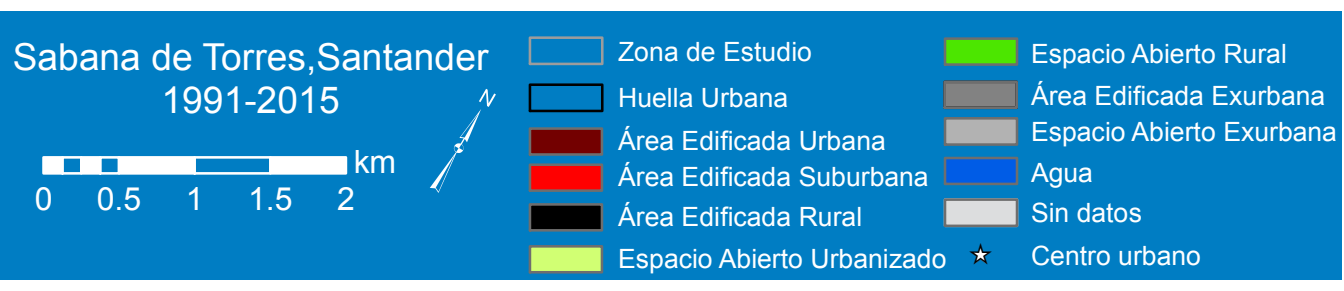 Sabana de Torres,Santander
1991-2015
N
km
0 0.5 1 1.5 2
Zona de Estudio
Huella Urbana
Área Edificada Urbana
Área Edificada Suburbana
Área Edificada Rural
Espacio Abierto Urbanizado
Espacio Abierto Rural
Área Edificada Exurbana
Espacio Abierto Exurbana
Agua
Sin datos
Centro urbano